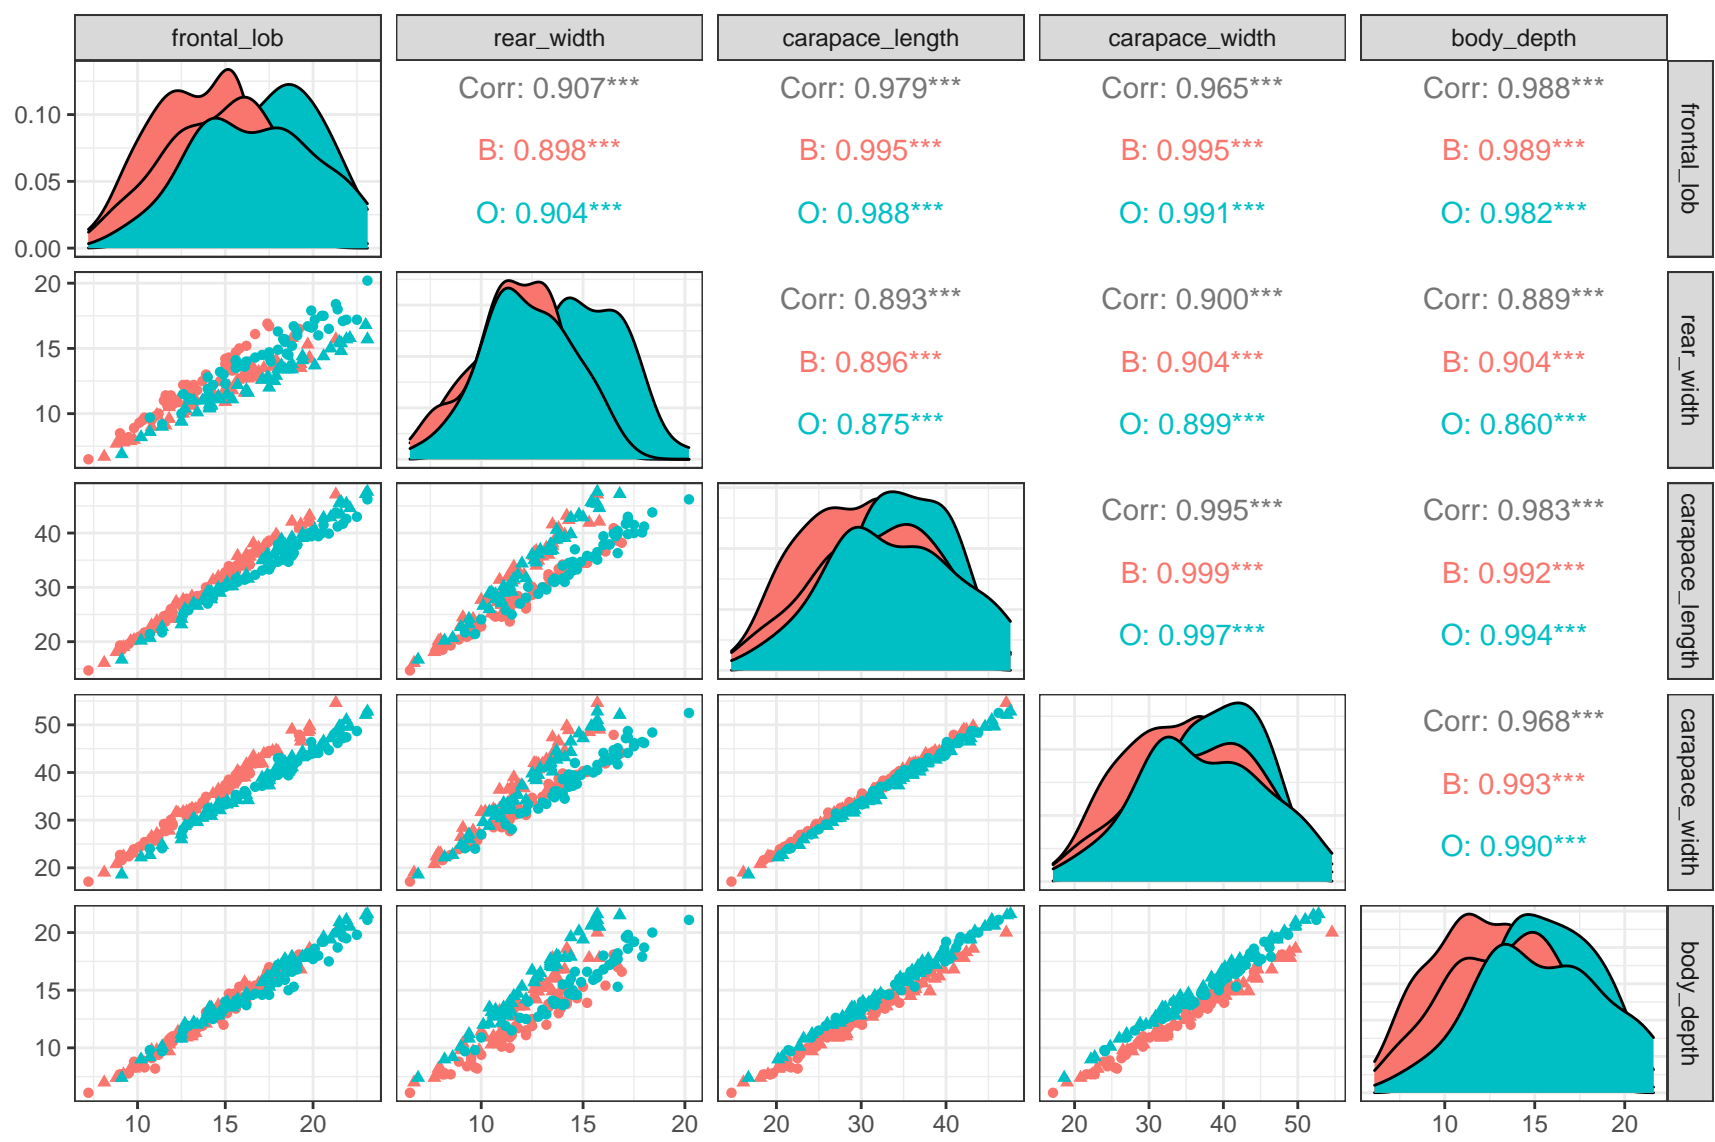 frontal_lob rear_width carapace_length carapace_width body_depth
Corr: 0.907*** Corr: 0.979*** Corr: 0.965*** Corr: 0.988***
B: 0.898*** B: 0.995*** B: 0.995*** B: 0.989***
O: 0.904*** O: 0.988*** O: 0.991*** O: 0.982***
0.10
0.05
0.00
frontal_lob
Corr: 0.893*** Corr: 0.900*** Corr: 0.889***
B: 0.896*** B: 0.904*** B: 0.904***
O: 0.875*** O: 0.899*** O: 0.860***
20
15
10
rear_width
Corr: 0.995*** Corr: 0.983***
B: 0.999*** B: 0.992***
O: 0.997*** O: 0.994***
40
30
20
carapace_length
Corr: 0.968***
B: 0.993***
O: 0.990***
50
40
30
20
carapace_width
20
15
10
body_depth
10 15 20 10 15 20 20 30 40 20 30 40 50 10 15 20